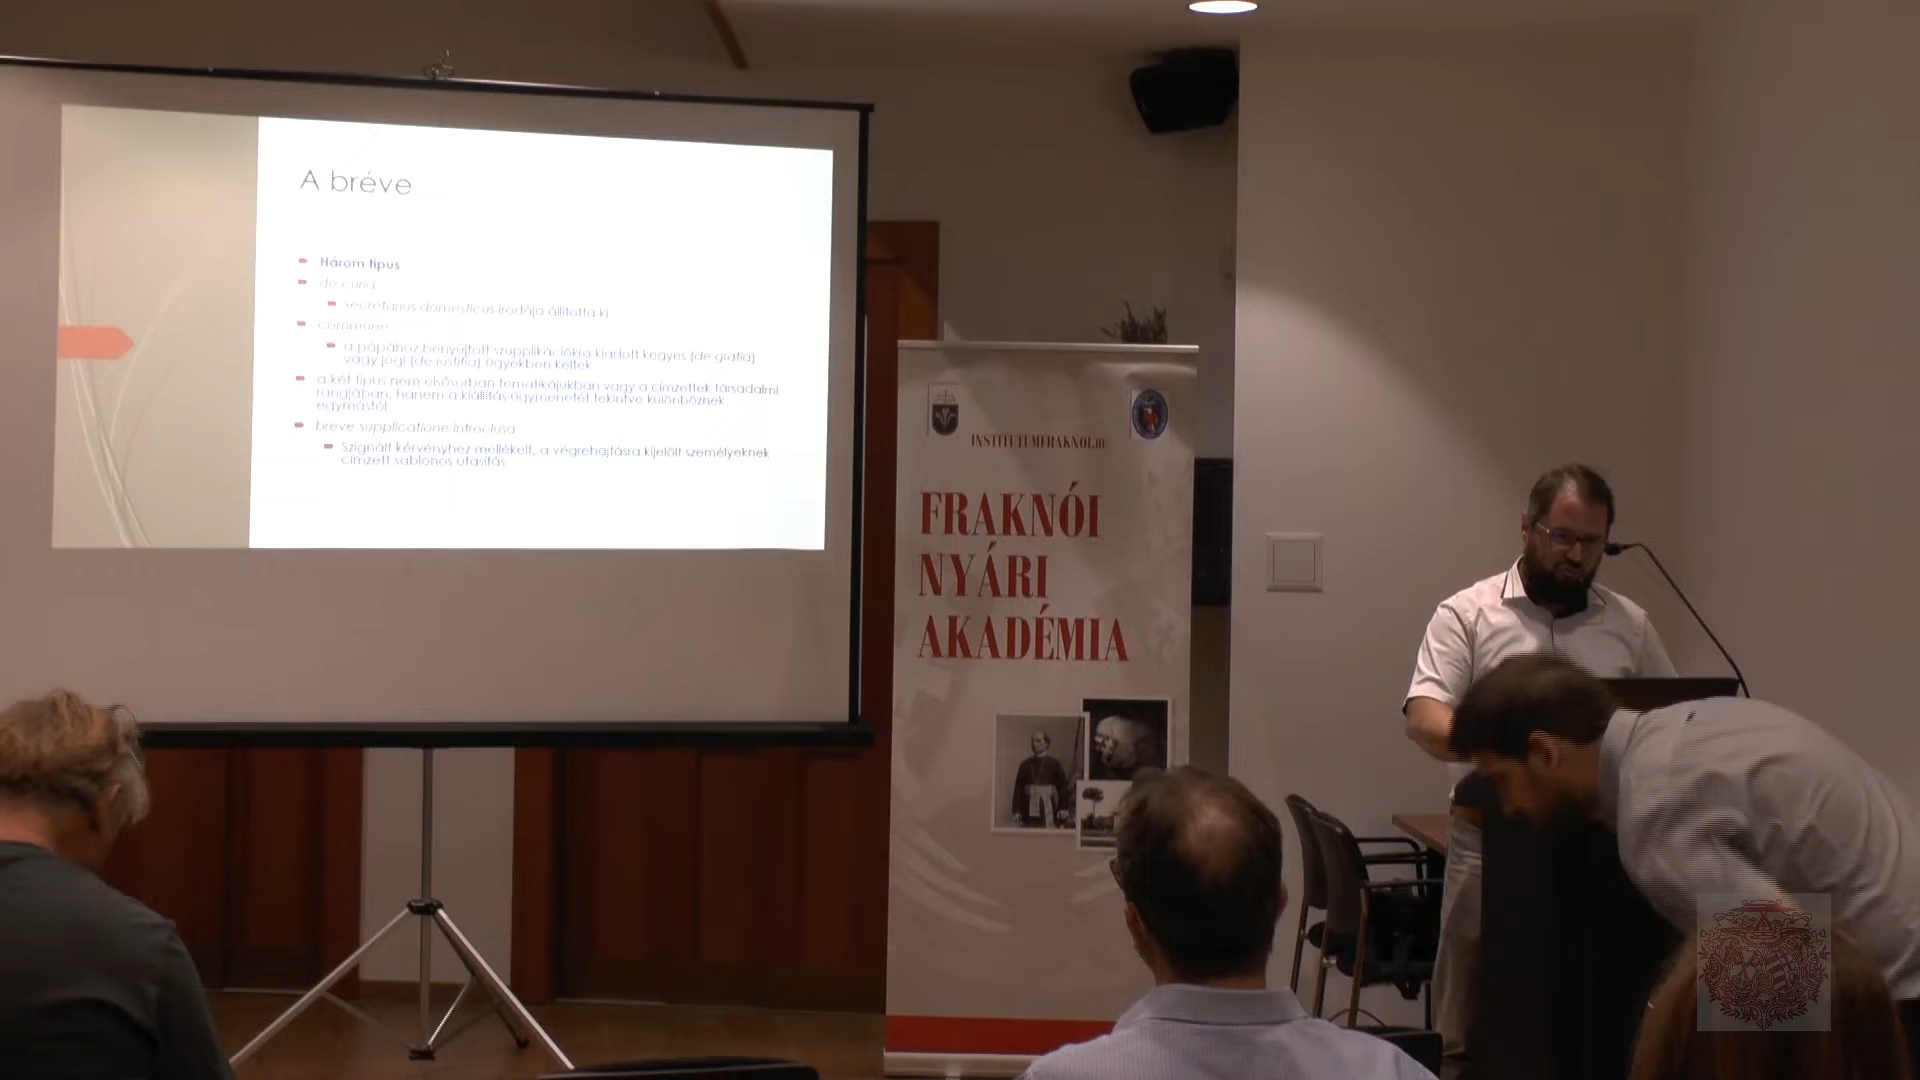 A bréve
Három típus
de curia
secretarius domesticus irodája állította ki
commune
a pápához benyújtott szupplikációkra kiadott kegyes (de gratia)
vagy jogi (de iustitia) ügyekben keltek
a két típus nem elsősorban tematikájukban vagy a címzettek társadalmi
rangjában, hanem a kiállítás ügymenetét tekintve különböznek
egymástól
breve supplicatione introclusa
Szignált kérvényhez mellékelt, a végrehajtásra kijelölt személyeknek
címzett sablonos utasítás
INSTITUTUMFRAKNOI.HU
FRAKNÓI
NYÁRI
AKADÉMIA